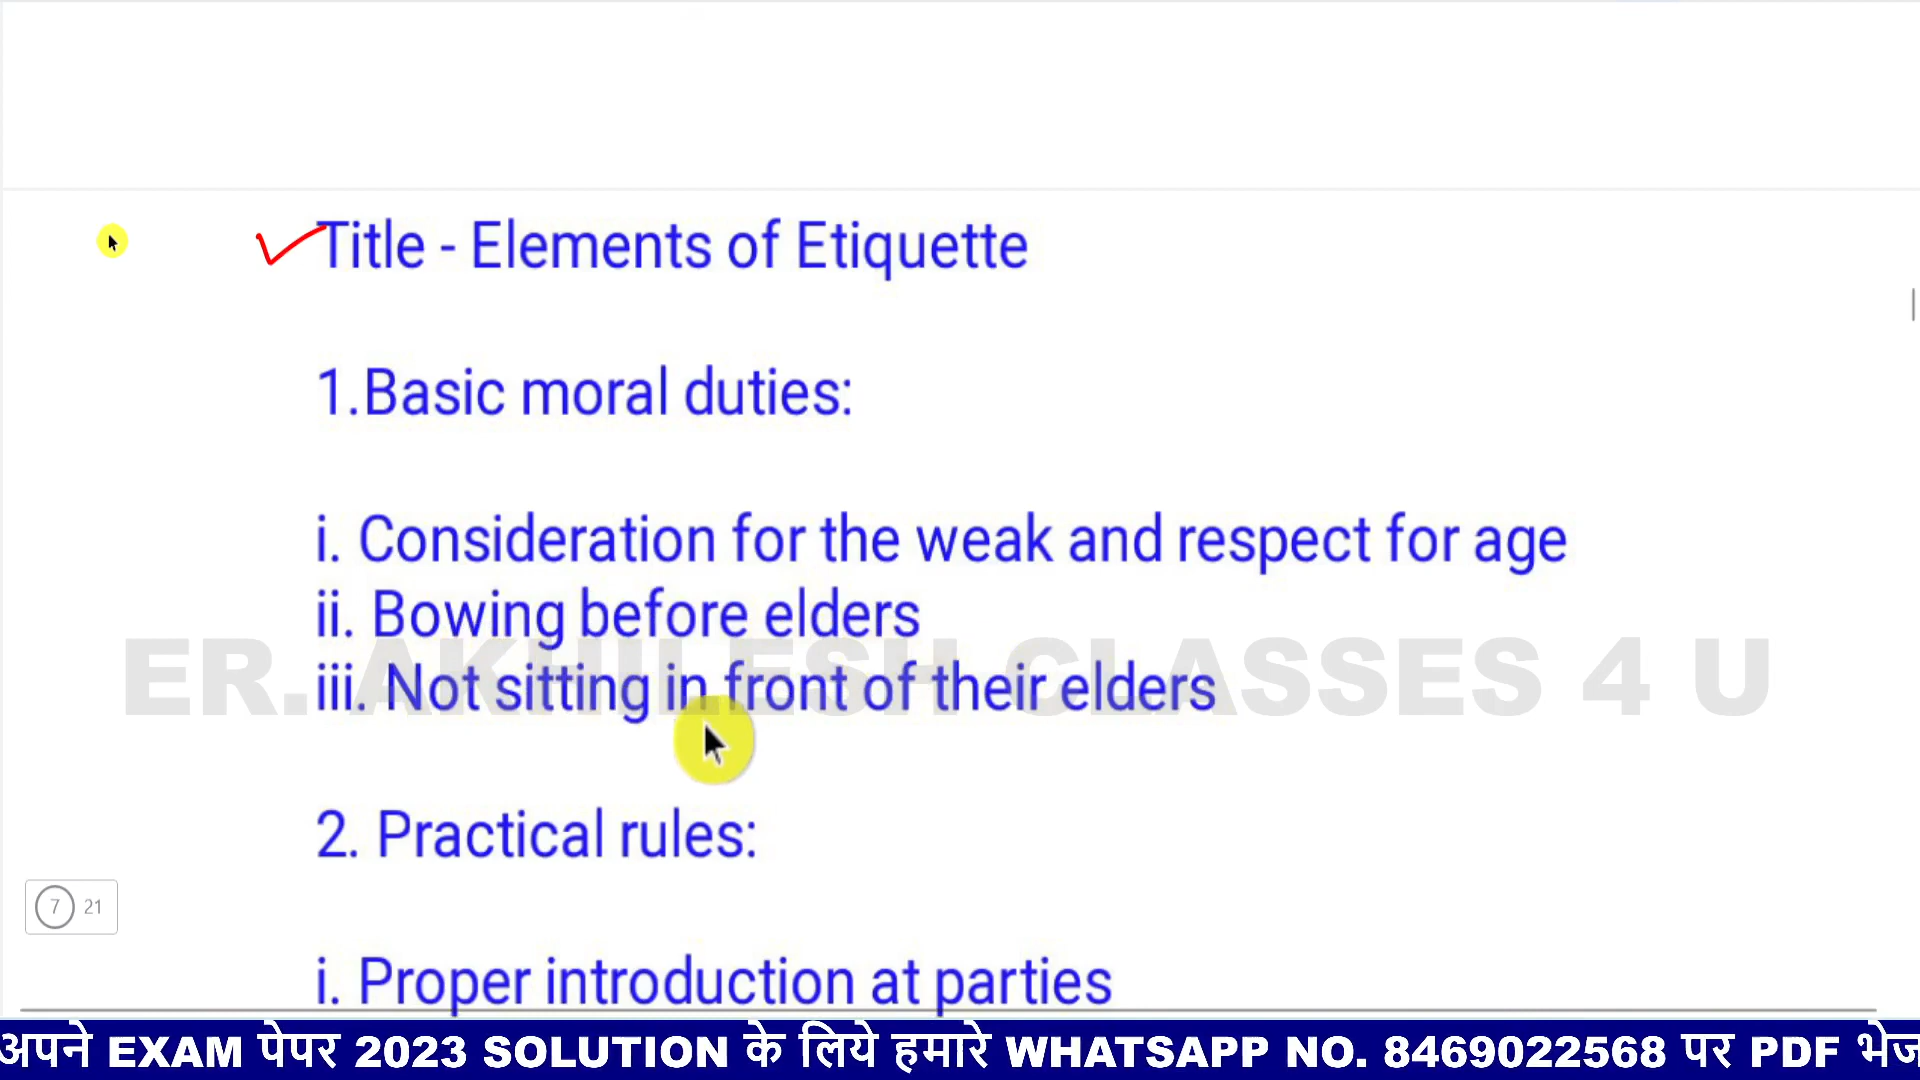 Title - Elements of Etiquette
1.Basic moral duties:
i. Consideration for the weak and respect for age
ii. Bowing before elders
iii. Not sitting in front of their elders
ER. AKHILESH CLASSES 4 U
2. Practical rules:
7 21
i. Proper introduction at parties
अपने EXAM पेपर 2023 SOLUTION के लिये हमारे WHATSAPP NO. 8469022568 पर PDF भेज